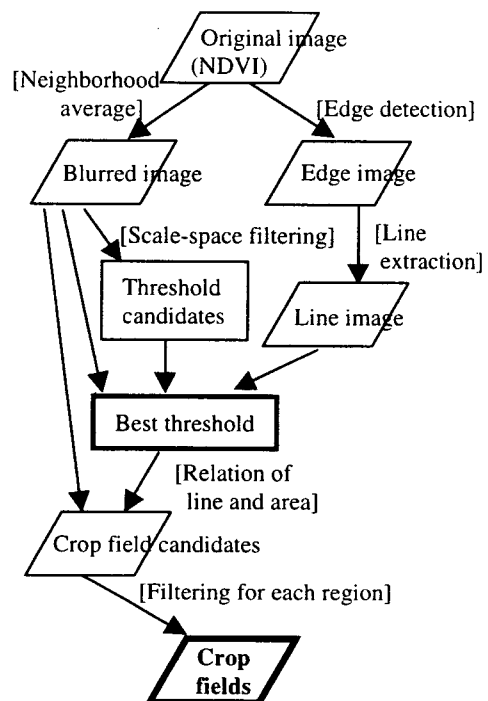 Original image
(NDVI)
[Neighborhood
average]
[Edge detection]
Blurred image
Edge image
[Scale-space filtering]
[Line
extraction]
Threshold
candidates
Line image
Best threshold
[Relation of
line and area]
Crop field candidates
[Filtering for each region]
Crop
fields